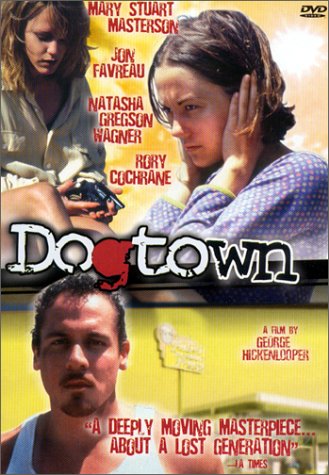 DVD
MARY STUART
MASTERSON
JON
FAVREAU
NATASHA
GREGSON
WAGNER
RORY
COCHRANE
Dogtown
A FILM BY
GEORGE
HICKENLOOPER
"A DEEPLY MOVING MASTERPIECE...
ABOUT A LOST GENERATION"
—LA TIMES